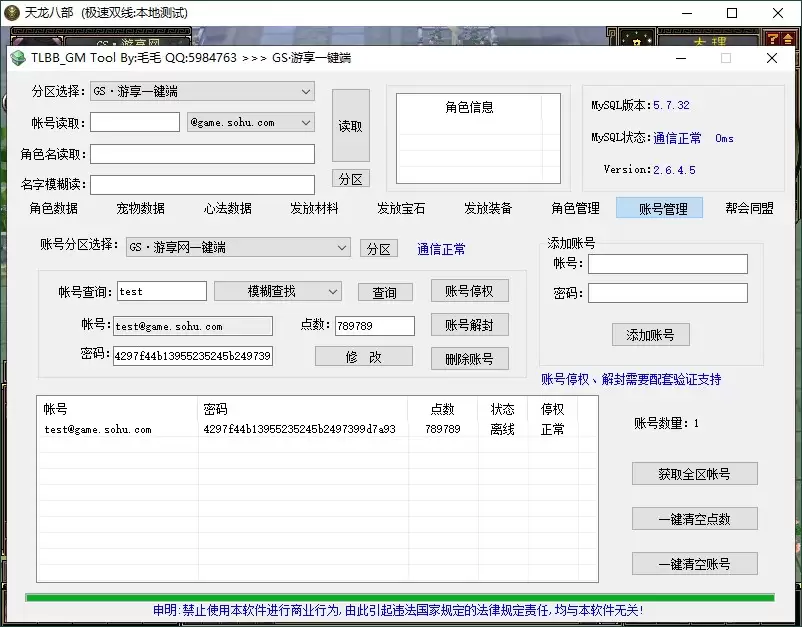 天龙八部 (极速双线:本地测试)
GS·游享网
大理
TLBB_GM Tool By:毛毛 QQ:5984763 >>> GS·游享一键端
分区选择: GS·游享一键端
帐号读取: @game.sohu.com
读取
角色名读取:
名字模糊读:
分区
角色信息
MySQL版本:5.7.32
MySQL状态:通信正常 0ms
Version:2.6.4.5
角色数据 宠物数据 心法数据 发放材料 发放宝石 发放装备 角色管理 账号管理 帮会同盟
账号分区选择: GS·游享网一键端 分区 通信正常
帐号查询: test 模糊查找 查询 账号停权
帐号: test@game.sohu.com 点数: 789789 账号解封
密码: 4297f44b13955235245b249739 修 改 删除账号
添加账号
帐号:
密码:
添加账号
账号停权、解封需要配套验证支持
帐号 密码 点数 状态 停权
test@game.sohu.com 4297f44b13955235245b2497399d7a93 789789 离线 正常
账号数量: 1
获取全区帐号
一键清空点数
一键清空账号
申明:禁止使用本软件进行商业行为,由此引起违法国家规定的法律规定责任,均与本软件无关!